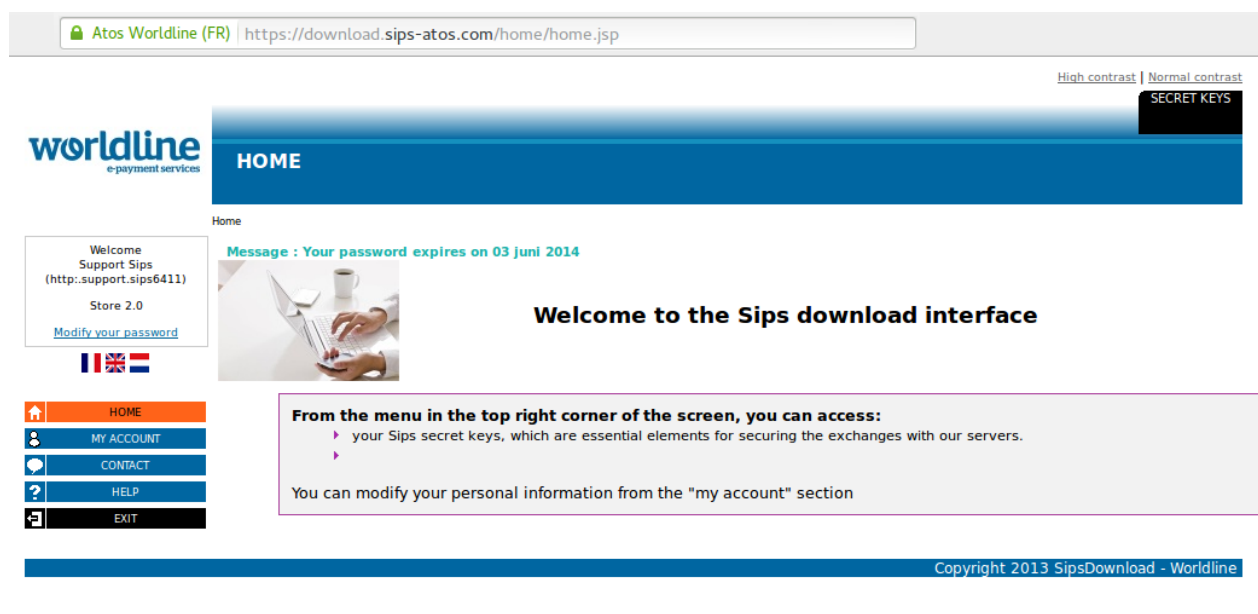 Atos Worldline (FR) https://download.sips-atos.com/home/home.jsp
High contrast | Normal contrast
SECRET KEYS
worldline
e-payment services
HOME
Home
Welcome
Support Sips
(http:.support.sips6411)
Store 2.0
Modify your password
Message : Your password expires on 03 juni 2014
Welcome to the Sips download interface
HOME
MY ACCOUNT
CONTACT
? HELP
EXIT
From the menu in the top right corner of the screen, you can access:
your Sips secret keys, which are essential elements for securing the exchanges with our servers.
You can modify your personal information from the "my account" section
Copyright 2013 SipsDownload - Worldline